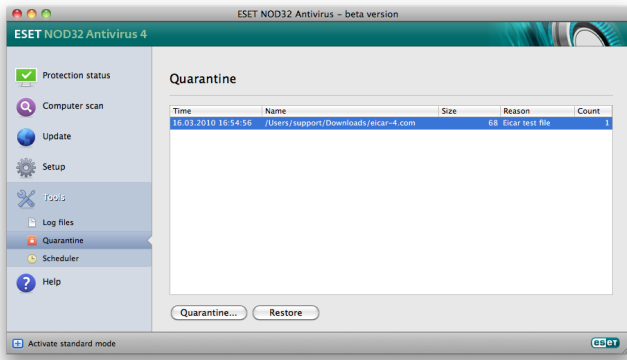 ESET NOD32 Antivirus – beta version
ESET NOD32 Antivirus 4
Protection status
Computer scan
Update
Setup
Tools
Log files
Quarantine
Scheduler
Help
Quarantine
Time Name Size Reason Count
16.03.2010 16:54:56 /Users/support/Downloads/eicar-4.com 68 Eicar test file 1
Quarantine... Restore
Activate standard mode
eset